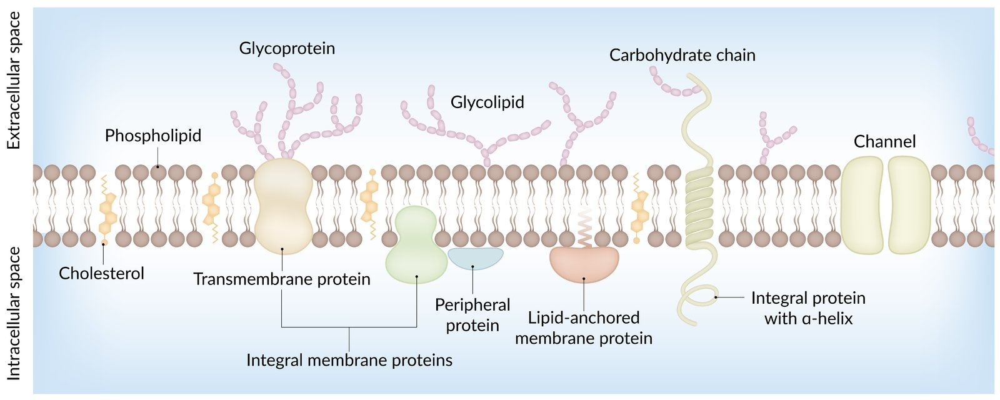 Extracellular space
Intracellular space
Glycoprotein
Carbohydrate chain
Glycolipid
Phospholipid
Channel
Cholesterol
Transmembrane protein
Peripheral
protein
Lipid-anchored
membrane protein
Integral protein
with α-helix
Integral membrane proteins